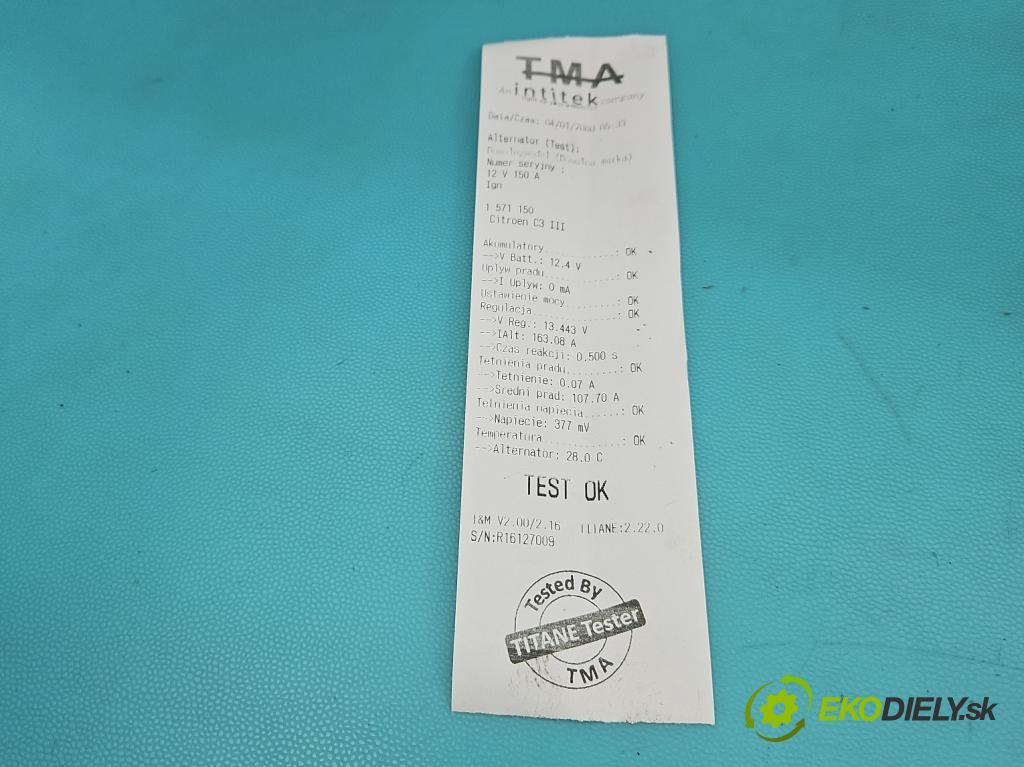 TMA
An intitek company
Data/Czas: 04/01/2000 05:33
Alternator (Test):
(Dowolna marka)
Numer seryjny :
12 V 150 A
Ign
1 571 150
Citroen C3 III
Akumulatory..........: OK
-->V Batt.: 12.4 V
Uplyw pradu..........: OK
-->I Uplyw: 0 mA
Ustawienie mocy......: OK
Regulacja............: OK
-->V Reg.: 13.443 V
-->IAlt: 163.08 A
-->Czas reakcji: 0.500 s
Tetnienia pradu.........: OK
-->Tetnienie: 0.07 A
-->Sredni prad: 107.70 A
Tetnienia napiecia......: OK
-->Napiecie: 377 mV
Temperatura.............: OK
-->Alternator: 28.0 C
TEST OK
I&M V2.00/2.16 TITANE:2.22.0
S/N:R16127009
Tested By
TITANE Tester
TMA
EKODIELY.sk